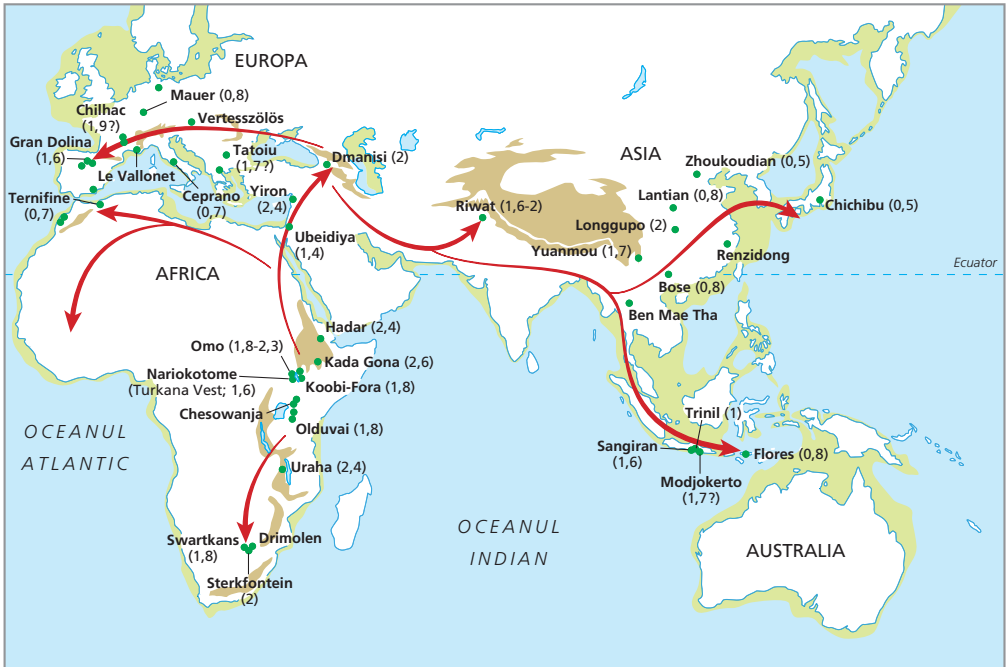 EUROPA
Mauer (0,8)
Chilhac
(1,9??)
Vertesszölös
Gran Dolina
(1,6)
Tatoiu
(1,7?)
Dmanisi (2)
Le Vallonet
Ternifine
(0,7)
Ceprano
(0,7)
Yiron
(2,4)
Ubeidiya
(1,4)
ASIA
Zhoukoudian (0,5)
Lantian (0,8)
Riwat (1,6-2)
Chichibu (0,5)
Longgupo (2)
Yuanmou (1,7)
Renzidong
Ecuator
Bose (0,8)
Ben Mae Tha
AFRICA
Hadar (2,4)
Omo (1,8-2,3)
Kada Gona (2,6)
Nariokotome
(Turkana Vest; 1,6)
Koobi-Fora (1,8)
Chesowanja
Olduvai (1,8)
OCEANUL
ATLANTIC
Uraha (2,4)
Trinil (1)
Sangiran
(1,6)
Flores (0,8)
Modjokerto
(1,7?)
OCEANUL
INDIAN
Swartkans
(1,8)
Drimolen
Sterkfontein
(2)
AUSTRALIA